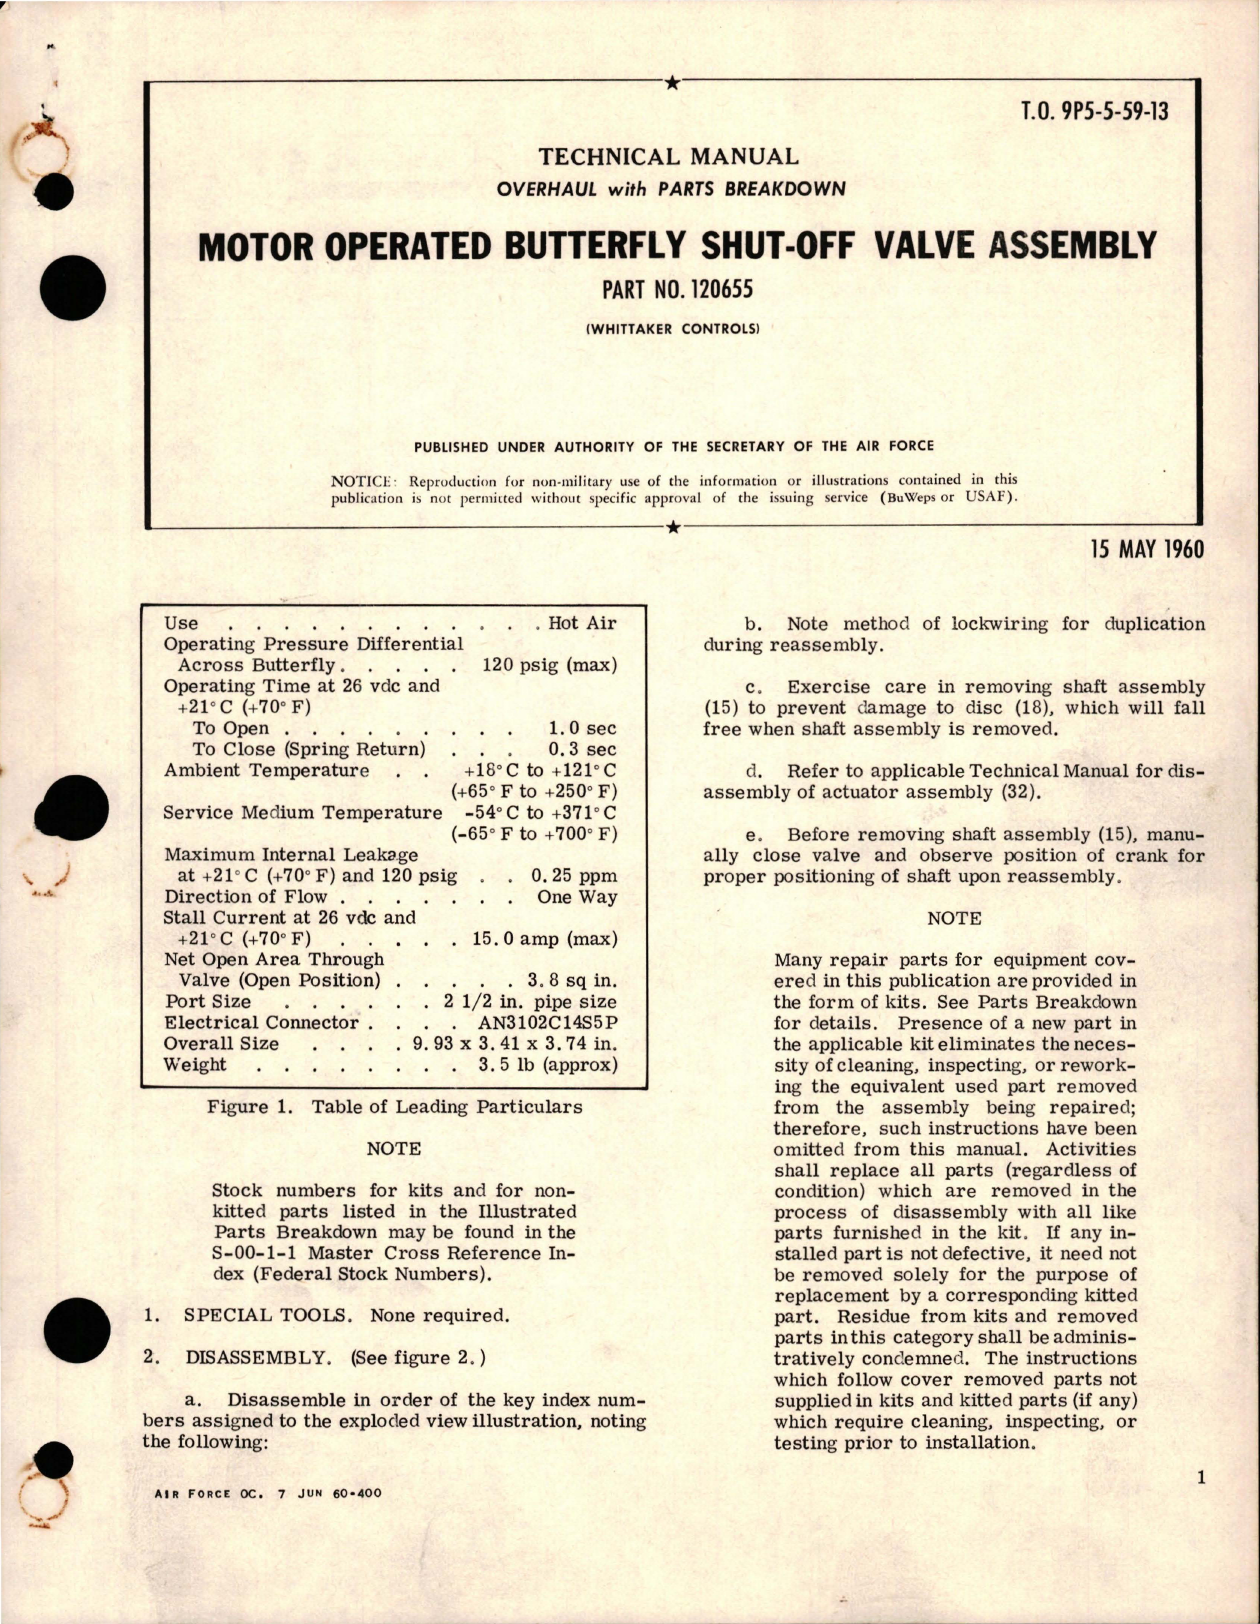 T.O. 9P5-5-59-13
TECHNICAL MANUAL
OVERHAUL with PARTS BREAKDOWN
MOTOR OPERATED BUTTERFLY SHUT-OFF VALVE ASSEMBLY
PART NO. 120655
(WHITTAKER CONTROLS)
PUBLISHED UNDER AUTHORITY OF THE SECRETARY OF THE AIR FORCE
NOTICE: Reproduction for non-military use of the information or illustrations contained in this
publication is not permitted without specific approval of the issuing service (BuWeps or USAF).
15 MAY 1960
Use . . . . . . . . . . . . Hot Air
Operating Pressure Differential
Across Butterfly . . . . . 120 psig (max)
Operating Time at 26 vdc and
+21°C (+70°F)
To Open . . . . . . . . . 1.0 sec
To Close (Spring Return) . . . 0.3 sec
Ambient Temperature . . +18°C to +121°C
(+65°F to +250°F)
Service Medium Temperature -54°C to +371°C
(-65°F to +700°F)
Maximum Internal Leakage
at +21°C (+70°F) and 120 psig . . 0.25 ppm
Direction of Flow . . . . . . . One Way
Stall Current at 26 vdc and
+21°C (+70°F) . . . . . 15.0 amp (max)
Net Open Area Through
Valve (Open Position) . . . . . 3.8 sq in.
Port Size . . . . . . 2 1/2 in. pipe size
Electrical Connector . . . . AN3102C14S5P
Overall Size . . . . 9.93 x 3.41 x 3.74 in.
Weight . . . . . . . . 3.5 lb (approx)
Figure 1. Table of Leading Particulars
NOTE
Stock numbers for kits and for non-
kitted parts listed in the Illustrated
Parts Breakdown may be found in the
S-00-1-1 Master Cross Reference In-
dex (Federal Stock Numbers).
1. SPECIAL TOOLS. None required.
2. DISASSEMBLY. (See figure 2.)
a. Disassemble in order of the key index num-
bers assigned to the exploded view illustration, noting
the following:
b. Note method of lockwiring for duplication
during reassembly.
c. Exercise care in removing shaft assembly
(15) to prevent damage to disc (18), which will fall
free when shaft assembly is removed.
d. Refer to applicable Technical Manual for dis-
assembly of actuator assembly (32).
e. Before removing shaft assembly (15), manu-
ally close valve and observe position of crank for
proper positioning of shaft upon reassembly.
NOTE
Many repair parts for equipment cov-
ered in this publication are provided in
the form of kits. See Parts Breakdown
for details. Presence of a new part in
the applicable kit eliminates the neces-
sity of cleaning, inspecting, or rework-
ing the equivalent used part removed
from the assembly being repaired;
therefore, such instructions have been
omitted from this manual. Activities
shall replace all parts (regardless of
condition) which are removed in the
process of disassembly with all like
parts furnished in the kit. If any in-
stalled part is not defective, it need not
be removed solely for the purpose of
replacement by a corresponding kitted
part. Residue from kits and removed
parts in this category shall be adminis-
tratively condemned. The instructions
which follow cover removed parts not
supplied in kits and kitted parts (if any)
which require cleaning, inspecting, or
testing prior to installation.
1
AIR FORCE OC. 7 JUN 60-400